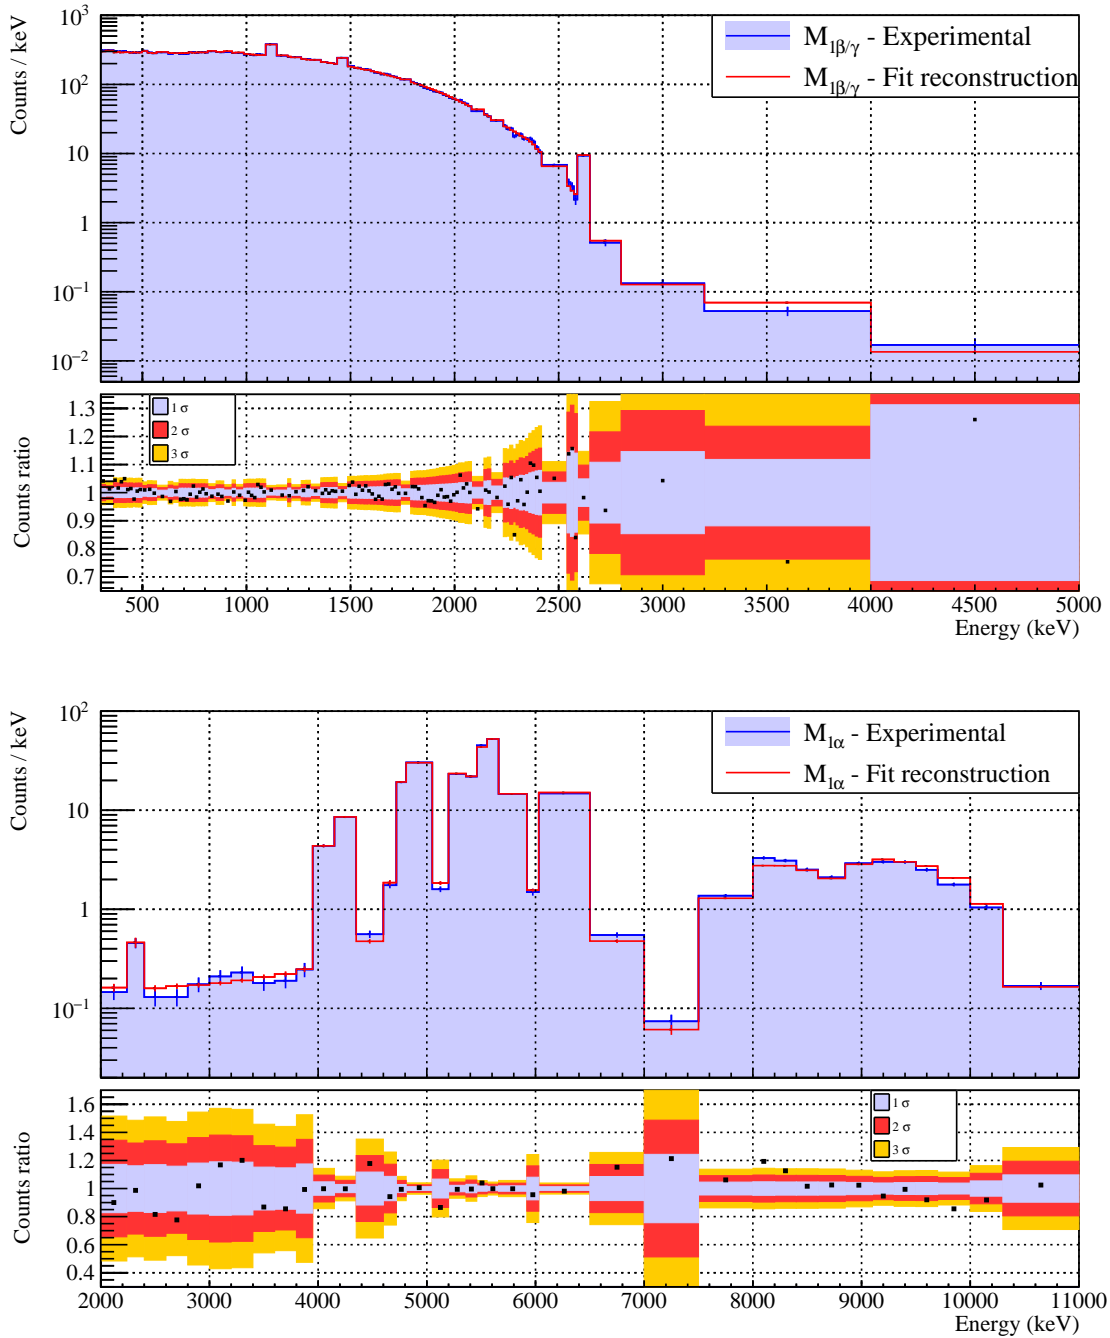 10³
10²
10
1
10⁻¹
10⁻²
Counts / keV
M1β/γ - Experimental
M1β/γ - Fit reconstruction
1.3
1.2
1.1
1
0.9
0.8
0.7
Counts ratio
1 σ
2 σ
3 σ
500 1000 1500 2000 2500 3000 3500 4000 4500 5000
Energy (keV)
10²
10
1
10⁻¹
Counts / keV
M1α - Experimental
M1α - Fit reconstruction
1.6
1.4
1.2
1
0.8
0.6
0.4
Counts ratio
1 σ
2 σ
3 σ
2000 3000 4000 5000 6000 7000 8000 9000 10000 11000
Energy (keV)